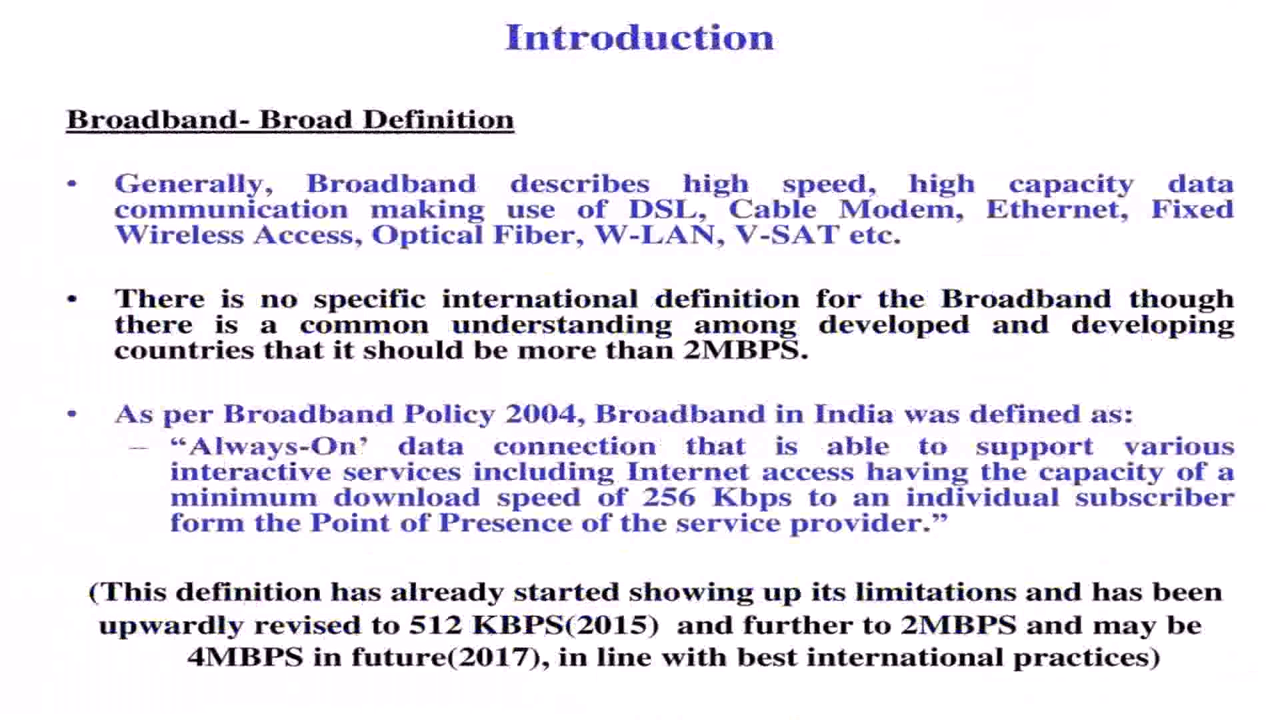 Introduction
Broadband- Broad Definition
• Generally, Broadband describes high speed, high capacity data
communication making use of DSL, Cable Modem, Ethernet, Fixed
Wireless Access, Optical Fiber, W-LAN, V-SAT etc.
• There is no specific international definition for the Broadband though
there is a common understanding among developed and developing
countries that it should be more than 2MBPS.
• As per Broadband Policy 2004, Broadband in India was defined as:
– “Always-On’ data connection that is able to support various
interactive services including Internet access having the capacity of a
minimum download speed of 256 Kbps to an individual subscriber
form the Point of Presence of the service provider.”
(This definition has already started showing up its limitations and has been
upwardly revised to 512 KBPS(2015) and further to 2MBPS and may be
4MBPS in future(2017), in line with best international practices)